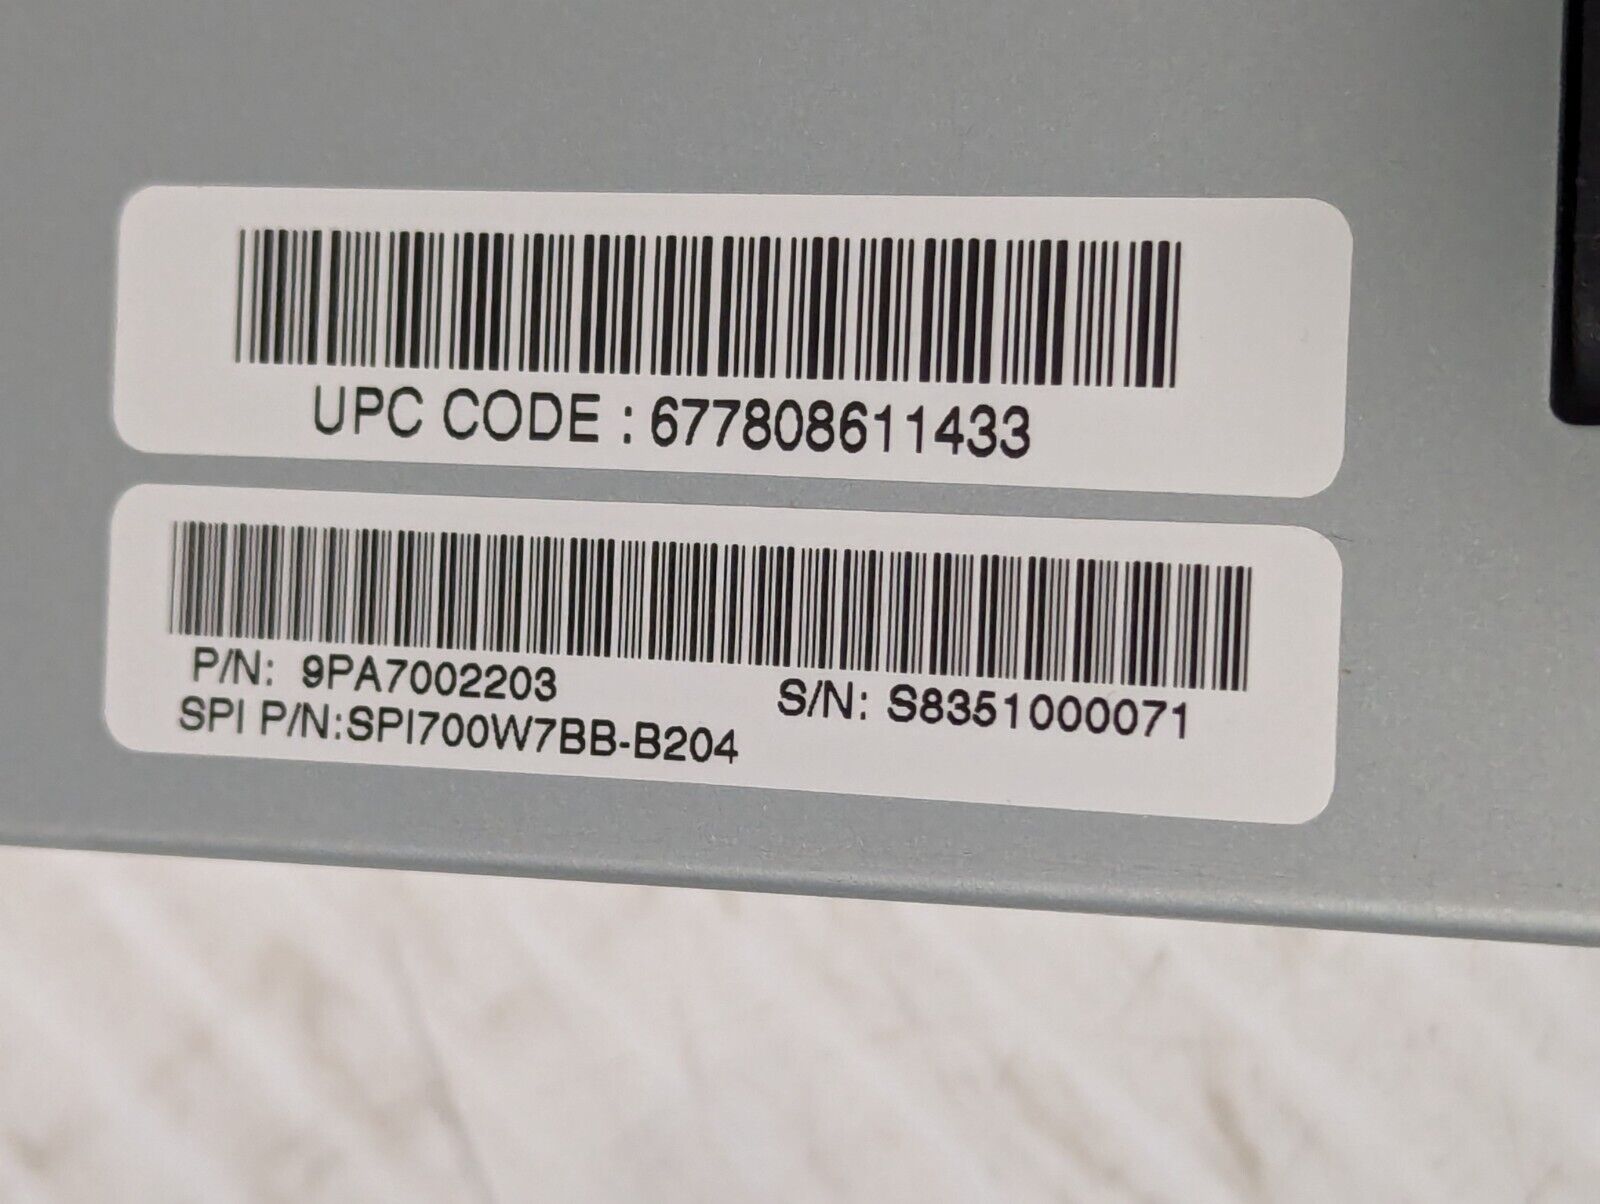 UPC CODE : 677808611433
P/N: 9PA7002203
S/N: S8351000071
SPI P/N:SPI700W7BB-B204